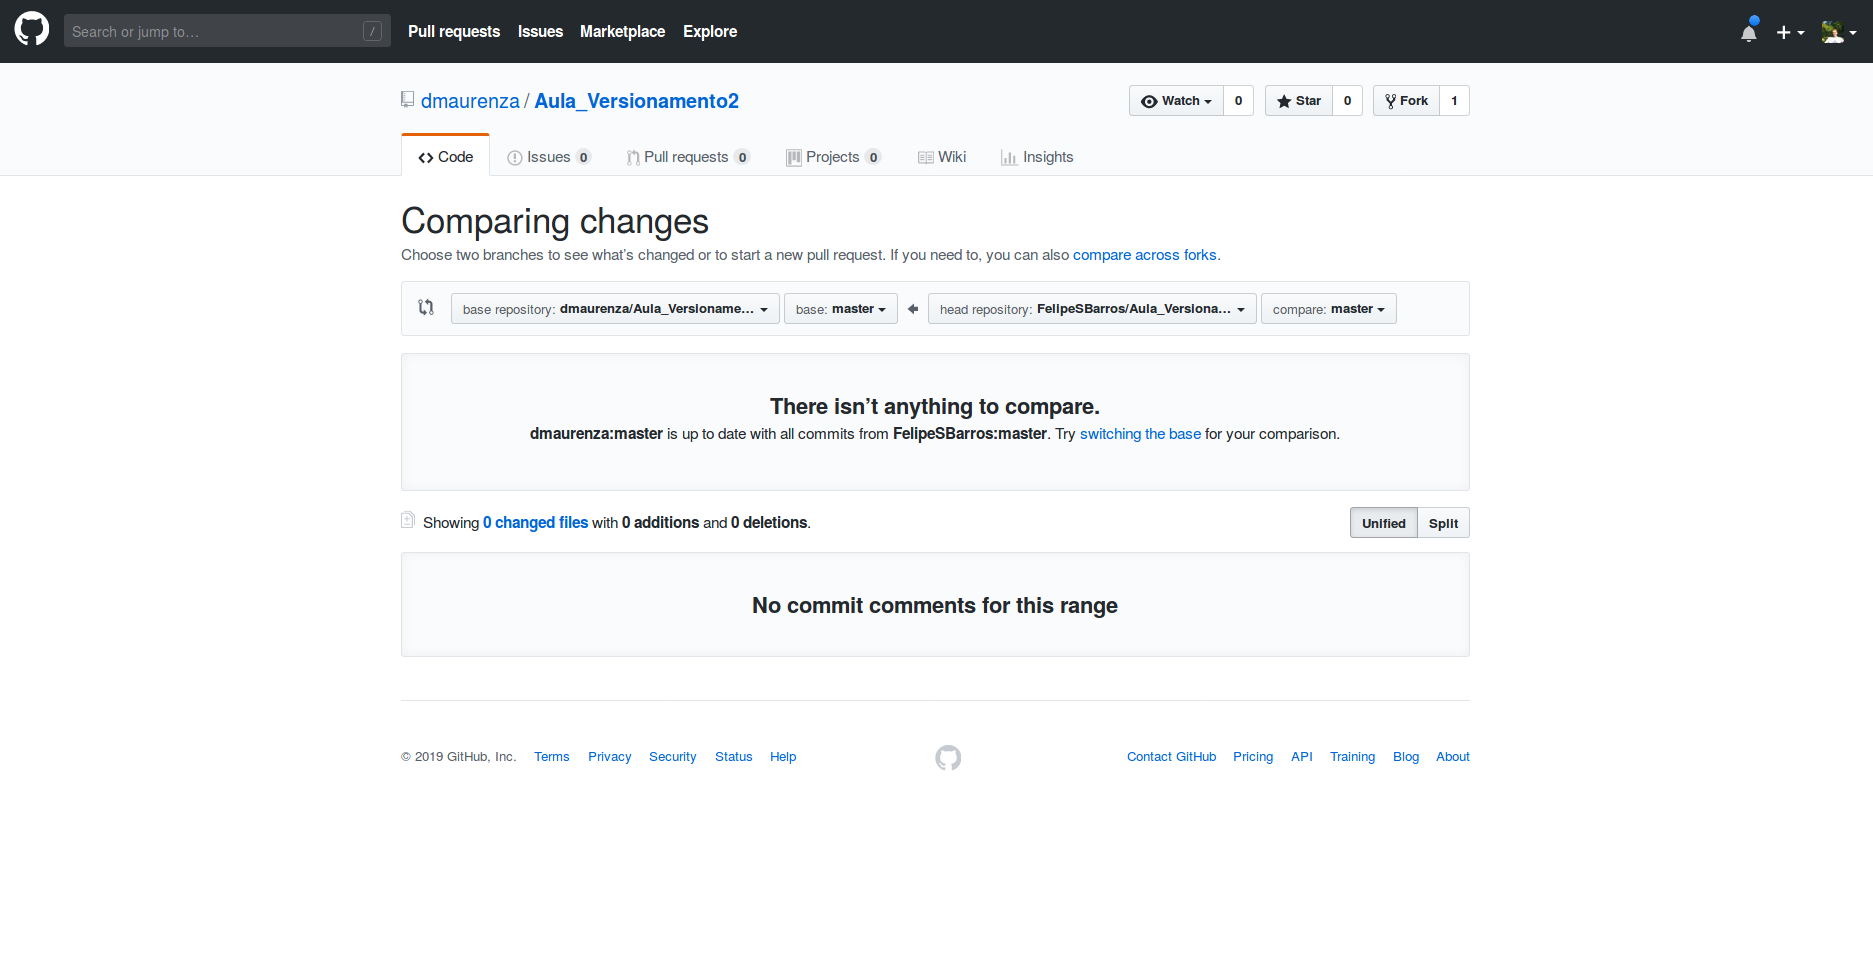 Search or jump to… / Pull requests Issues Marketplace Explore
dmaurenza / Aula_Versionamento2 Watch 0 Star 0 Fork 1
Code Issues 0 Pull requests 0 Projects 0 Wiki Insights
Comparing changes
Choose two branches to see what’s changed or to start a new pull request. If you need to, you can also compare across forks.
base repository: dmaurenza/Aula_Versioname… base: master head repository: FelipeSBarros/Aula_Versiona… compare: master
There isn’t anything to compare.
dmaurenza:master is up to date with all commits from FelipeSBarros:master. Try switching the base for your comparison.
Showing 0 changed files with 0 additions and 0 deletions. Unified Split
No commit comments for this range
© 2019 GitHub, Inc. Terms Privacy Security Status Help Contact GitHub Pricing API Training Blog About